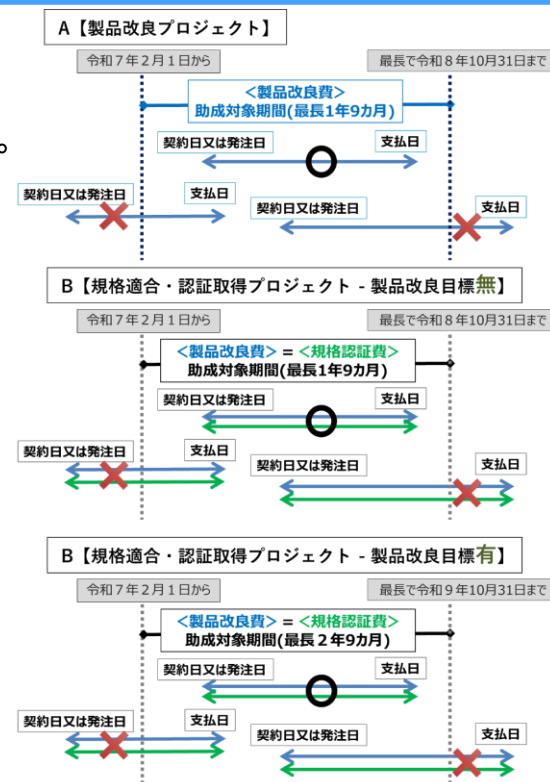 。
A【製品改良プロジェクト】
令和7年2月1日から
最長で令和8年10月31日まで
＜製品改良費＞
助成対象期間(最長1年9カ月)
契約日又は発注日
支払日
契約日又は発注日
支払日
契約日又は発注日
支払日
B【規格適合・認証取得プロジェクト - 製品改良目標無】
令和7年2月1日から
最長で令和8年10月31日まで
＜製品改良費＞＝＜規格認証費＞
助成対象期間(最長1年9カ月)
契約日又は発注日
支払日
契約日又は発注日
支払日
契約日又は発注日
支払日
B【規格適合・認証取得プロジェクト - 製品改良目標有】
令和7年2月1日から
最長で令和9年10月31日まで
＜製品改良費＞＝＜規格認証費＞
助成対象期間(最長２年9カ月)
契約日又は発注日
支払日
契約日又は発注日
支払日
契約日又は発注日
支払日